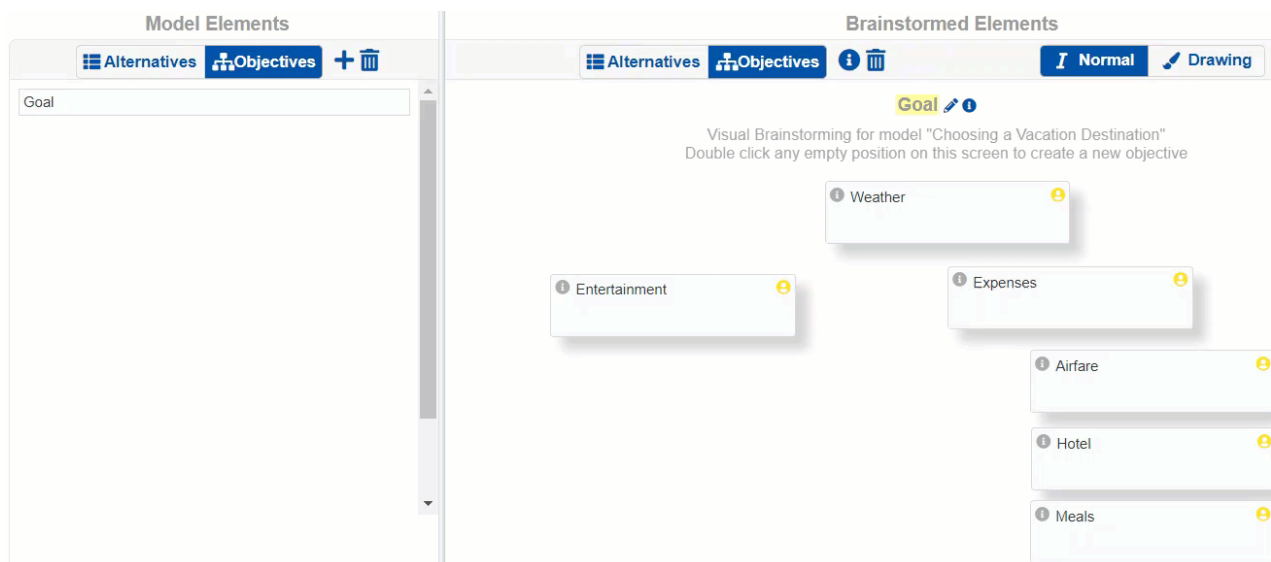 Model Elements
Brainstormed Elements
Alternatives Objectives
Alternatives Objectives
Normal Drawing
Goal
Goal
Visual Brainstorming for model "Choosing a Vacation Destination"
Double click any empty position on this screen to create a new objective
Weather
Entertainment
Expenses
Airfare
Hotel
Meals